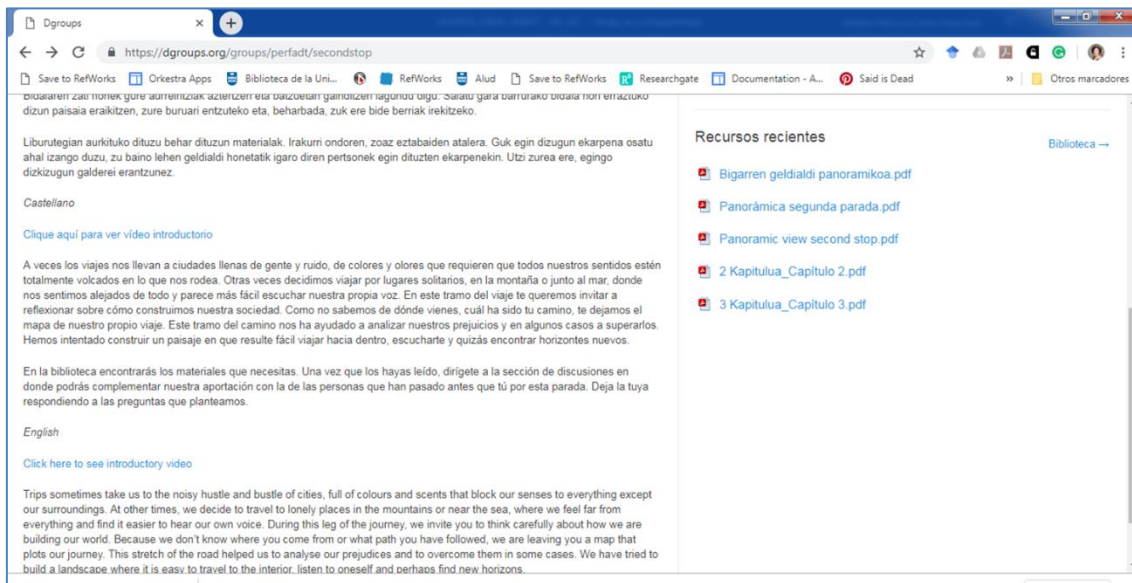 Dgroups
https://dgroups.org/groups/perfadt/secondstop
Save to RefWorks
Orkestra Apps
Biblioteca de la Uni...
RefWorks
Alud
Save to RefWorks
Researchgate
Documentation - A...
Said is Dead
»
Otros marcadores
Bidaiaren zati honek gure aurreiritziak aztertzen eta batzuetan gainditzen lagundu digu. Saiatu gara barrurako bidaia hori erraztuko
dizun paisaia eraikitzen, zure buruari entzuteko eta, beharbada, zuk ere bide berriak irekitzeko.
Liburutegian aurkituko dituzu behar dituzun materialak. Irakurri ondoren, zoaz eztabaiden atalera. Guk egin dizugun ekarpena osatu
ahal izango duzu, zu baino lehen geldialdi honetatik igaro diren pertsonek egin dituzten ekarpenekin. Utzi zurea ere, egingo
dizkizugun galderei erantzunez.
Castellano
Clique aquí para ver vídeo introductorio
A veces los viajes nos llevan a ciudades llenas de gente y ruido, de colores y olores que requieren que todos nuestros sentidos estén
totalmente volcados en lo que nos rodea. Otras veces decidimos viajar por lugares solitarios, en la montaña o junto al mar, donde
nos sentimos alejados de todo y parece más fácil escuchar nuestra propia voz. En este tramo del viaje te queremos invitar a
reflexionar sobre cómo construimos nuestra sociedad. Como no sabemos de dónde vienes, cuál ha sido tu camino, te dejamos el
mapa de nuestro propio viaje. Este tramo del camino nos ha ayudado a analizar nuestros prejuicios y en algunos casos a superarlos.
Hemos intentado construir un paisaje en que resulte fácil viajar hacia dentro, escucharte y quizás encontrar horizontes nuevos.
En la biblioteca encontrarás los materiales que necesitas. Una vez que los hayas leído, dirígete a la sección de discusiones en
donde podrás complementar nuestra aportación con la de las personas que han pasado antes que tú por esta parada. Deja la tuya
respondiendo a las preguntas que planteamos.
English
Click here to see introductory video
Trips sometimes take us to the noisy hustle and bustle of cities, full of colours and scents that block our senses to everything except
our surroundings. At other times, we decide to travel to lonely places in the mountains or near the sea, where we feel far from
everything and find it easier to hear our own voice. During this leg of the journey, we invite you to think carefully about how we are
building our world. Because we don't know where you come from or what path you have followed, we are leaving you a map that
plots our journey. This stretch of the road helped us to analyse our prejudices and to overcome them in some cases. We have tried to
build a landscape where it is easy to travel to the interior, listen to oneself and perhaps find new horizons.
Recursos recientes
Biblioteca →
Bigarren geldialdi panoramikoa.pdf
Panorámica segunda parada.pdf
Panoramic view second stop.pdf
2 Kapitulua_Capítulo 2.pdf
3 Kapitulua_Capítulo 3.pdf